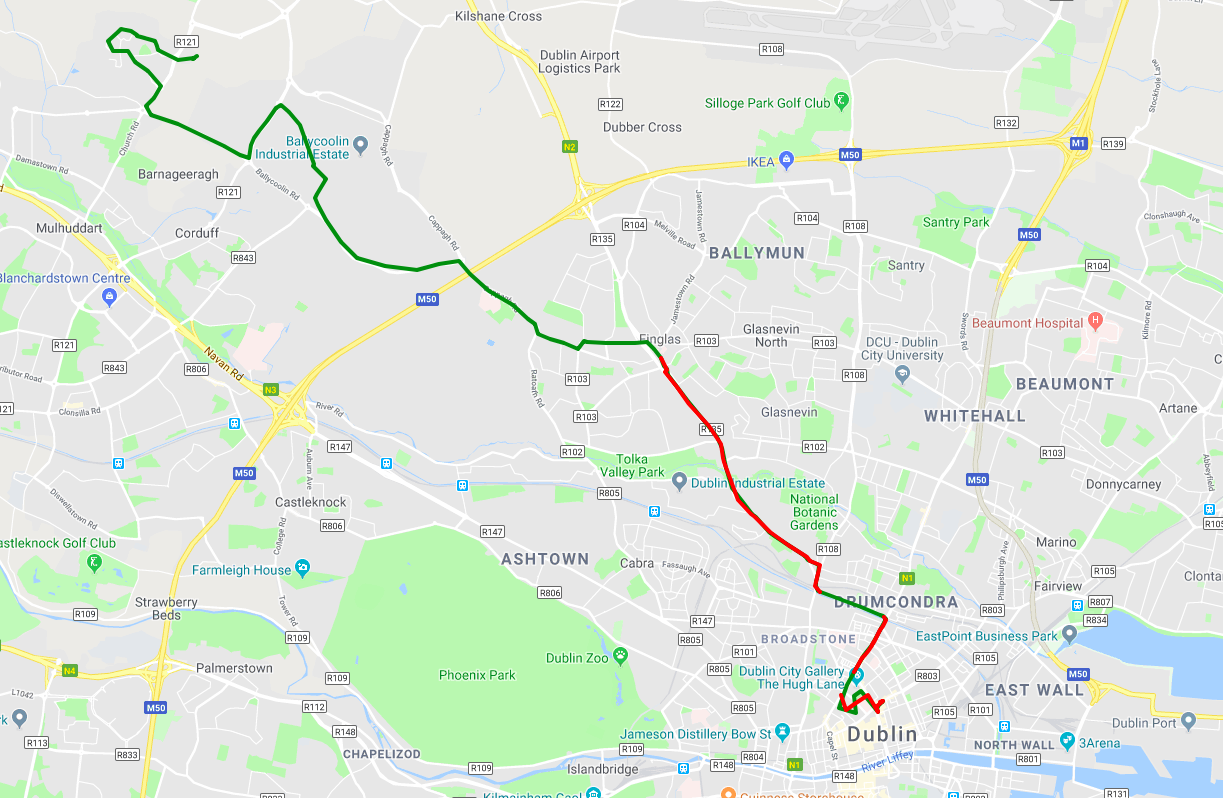 Kilshane Cross
R121
Dublin Airport
Logistics Park
R108
R122
Silloge Park Golf Club
Stockhole Lane
Dubber Cross
R132
Church Rd
Cappagh Rd
Ballycoolin
Industrial Estate
N2
M1
R139
IKEA
M50
Damastown Rd
Barnageeragh
R121
Ballycoolin Rd
Jamestown Rd
R104
Clonshaugh Ave
Mulhuddart
Corduff
Cappagh Rd
R104
R108
Santry Park
R135
Melville Road
M50
R843
BALLYMUN
Santry
R104
Blanchardstown Centre
M50
Jamestown Rd
Kilmore Rd
Swords Rd
Beaumont Hospital
H
Glasnevin
North
R121
Finglas
R103
R103
DCU - Dublin
City University
R843
R806
Navan Rd
R103
R108
BEAUMONT
Ratoath Rd
N3
Clonsilla Rd
River Rd
R103
Glasnevin
WHITEHALL
Artane
R135
R147
R102
R102
R103
Abbeyfield
Auburn Ave
M50
Tolka
Valley Park
Dublin Industrial Estate
M50
Donnycarney
Diswellstown Rd
Castleknock
R805
National
Botanic
Gardens
R806
R147
College Rd
Marino
R108
ASHTOWN
Cabra
Fassaugh Ave
Philipsburgh Ave
R105
Farmleigh House
N1
Fairview
R806
DRUMCONDRA
R803
R807
Strawberry
Beds
Tower Rd
R109
R147
R834
R109
R805
BROADSTONE
EastPoint Business Park
R101
R105
Dublin Zoo
Palmerstown
N4
Phoenix Park
R805
Dublin City Gallery
The Hugh Lane
R803
M50
R109
EAST WALL
L1042
R112
R805
R105
R101
M50
Dublin Port
R148
Jameson Distillery Bow St
Capel St
Dublin
R113
R833
CHAPELIZOD
R109
R804
NORTH WALL
3Arena
R109
Islandbridge
R148
N1
River Liffey
R801
R148
Kilmainham Gaol
Guinness Storehouse
R131